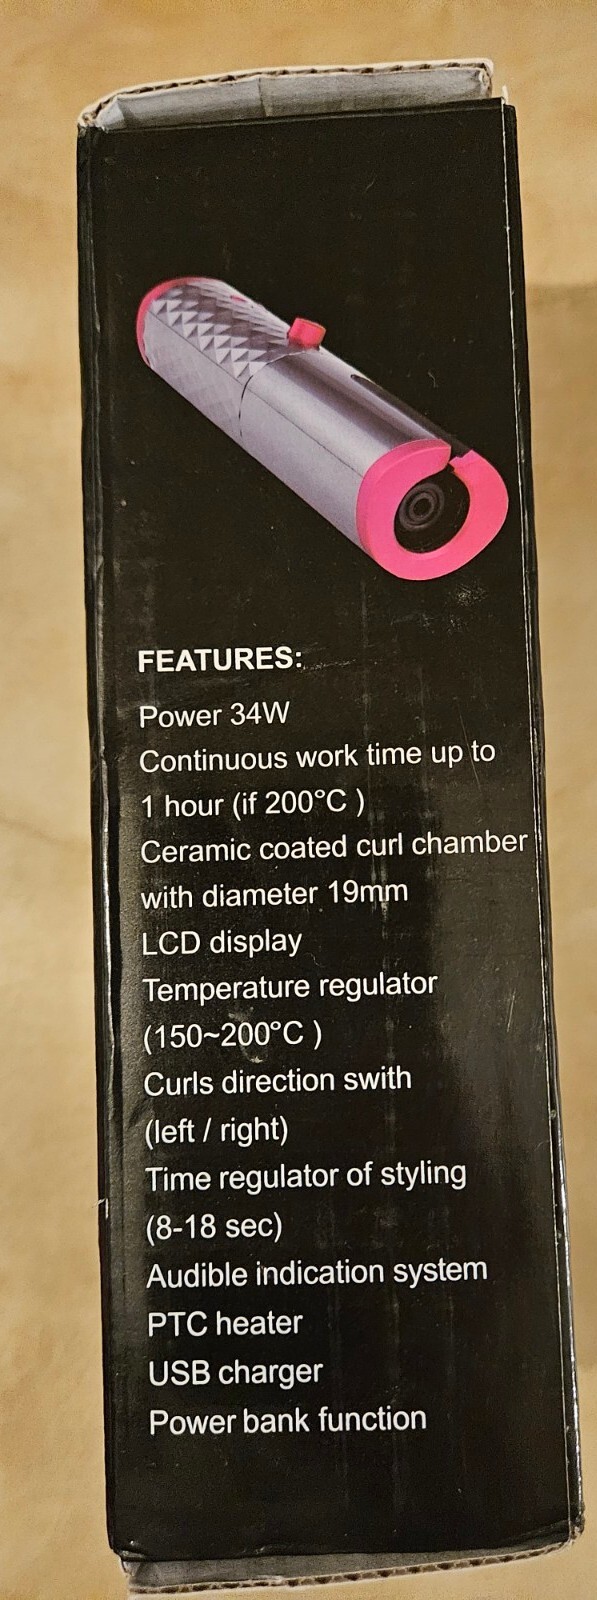 FEATURES:
Power 34W
Continuous work time up to
1 hour (if 200°C )
Ceramic coated curl chamber
with diameter 19mm
LCD display
Temperature regulator
(150~200°C )
Curls direction swith
(left / right)
Time regulator of styling
(8-18 sec)
Audible indication system
PTC heater
USB charger
Power bank function